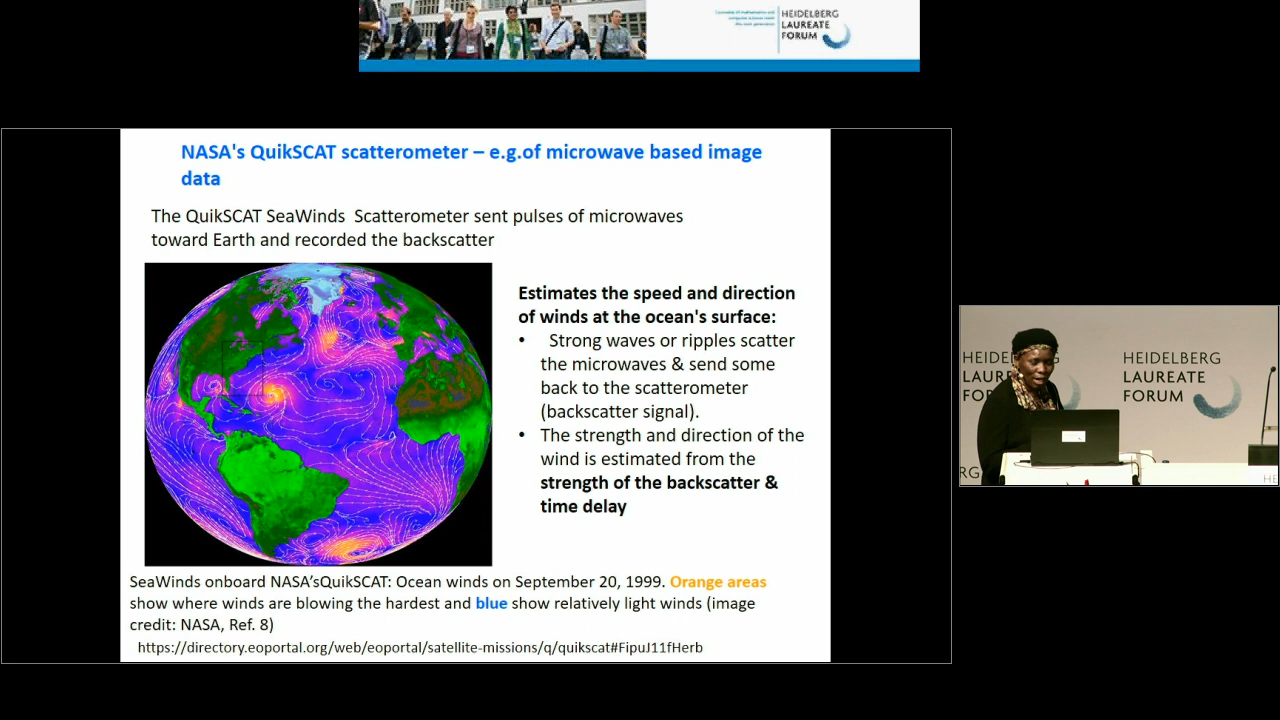 HEIDELBERG
LAUREATE
FORUM
NASA's QuikSCAT scatterometer – e.g.of microwave based image
data
The QuikSCAT SeaWinds Scatterometer sent pulses of microwaves
toward Earth and recorded the backscatter
Estimates the speed and direction
of winds at the ocean's surface:
• Strong waves or ripples scatter
the microwaves & send some
back to the scatterometer
(backscatter signal).
• The strength and direction of the
wind is estimated from the
strength of the backscatter &
time delay
SeaWinds onboard NASA’sQuikSCAT: Ocean winds on September 20, 1999. Orange areas
show where winds are blowing the hardest and blue show relatively light winds (image
credit: NASA, Ref. 8)
https://directory.eoportal.org/web/eoportal/satellite-missions/q/quikscat#FipuJ11fHerb
HEIDE
LAUR
FO
HEIDELBERG
LAUREATE
FORUM
RG
HE